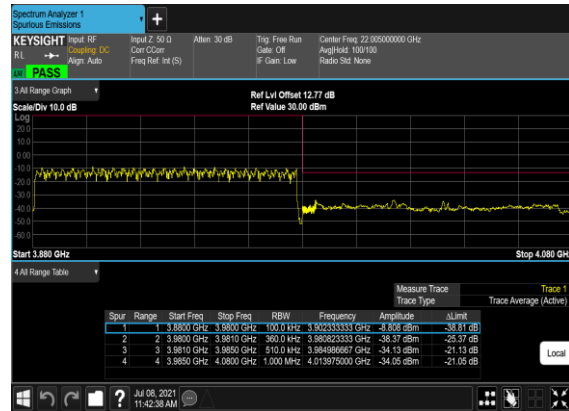 Spectrum Analyzer 1
Spurious Emissions
+
KEYSIGHT Input: RF Input Z: 50 Ω Atten: 30 dB Trig: Free Run Center Freq: 22.005000000 GHz
RL Coupling: DC Corr CCorr Gate: Off Avg|Hold: 100/100
Align: Auto Freq Ref: Int (S) IF Gain: Low Radio Std: None
PASS
3 All Range Graph Ref Lvl Offset 12.77 dB
Scale/Div 10.0 dB Ref Value 30.00 dBm
Log
20.0
10.0
0.00
-10.0
-20.0
-30.0
-40.0
-50.0
-60.0
Start 3.880 GHz Stop 4.080 GHz
4 All Range Table
Measure Trace Trace 1
Trace Type Trace Average (Active)
Spur Range Start Freq Stop Freq RBW Frequency Amplitude ΔLimit
1 1 3.8800 GHz 3.9800 GHz 100.0 kHz 3.902333333 GHz -8.808 dBm -38.81 dB
2 2 3.9800 GHz 3.9810 GHz 360.0 kHz 3.980823333 GHz -38.37 dBm -25.37 dB
3 3 3.9810 GHz 3.9850 GHz 510.0 kHz 3.984986667 GHz -34.13 dBm -21.13 dB
4 4 3.9850 GHz 4.0800 GHz 1.000 MHz 4.013975000 GHz -34.05 dBm -21.05 dB
Local
? Jul 08, 2021
11:42:38 AM